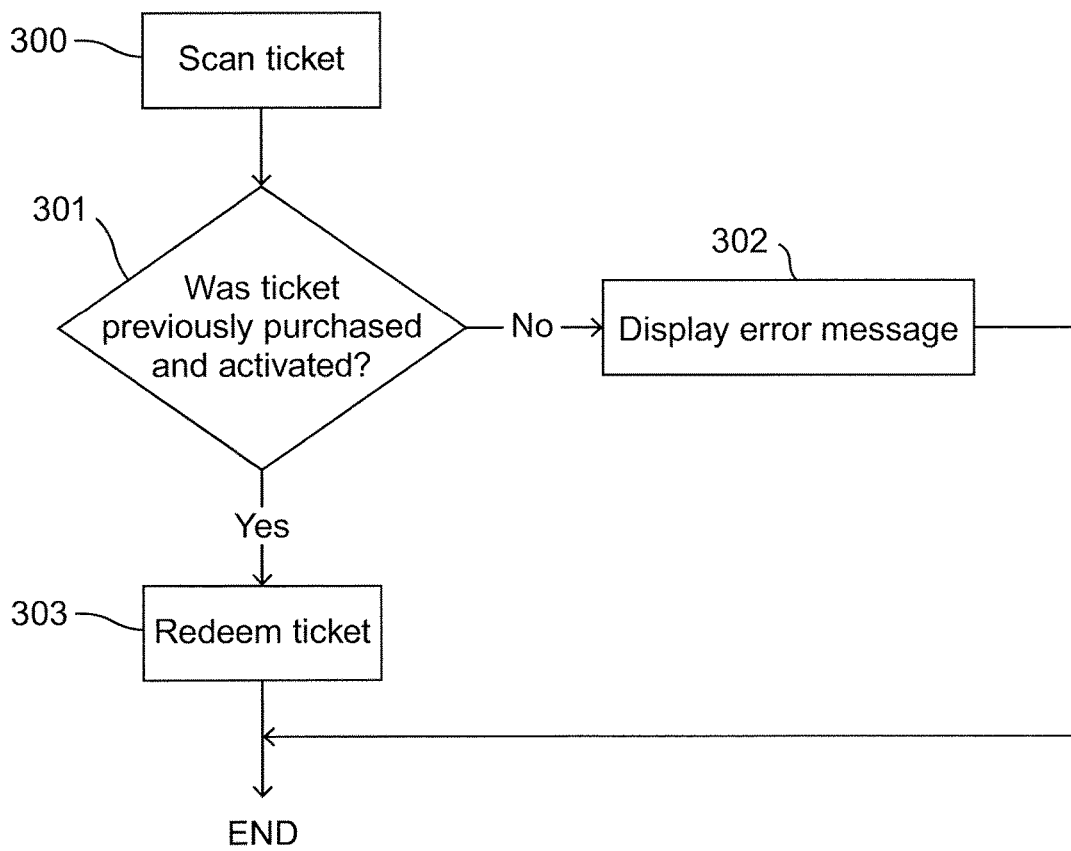 300
Scan ticket
301
Was ticket
previously purchased
and activated?
No
302
Display error message
Yes
303
Redeem ticket
END